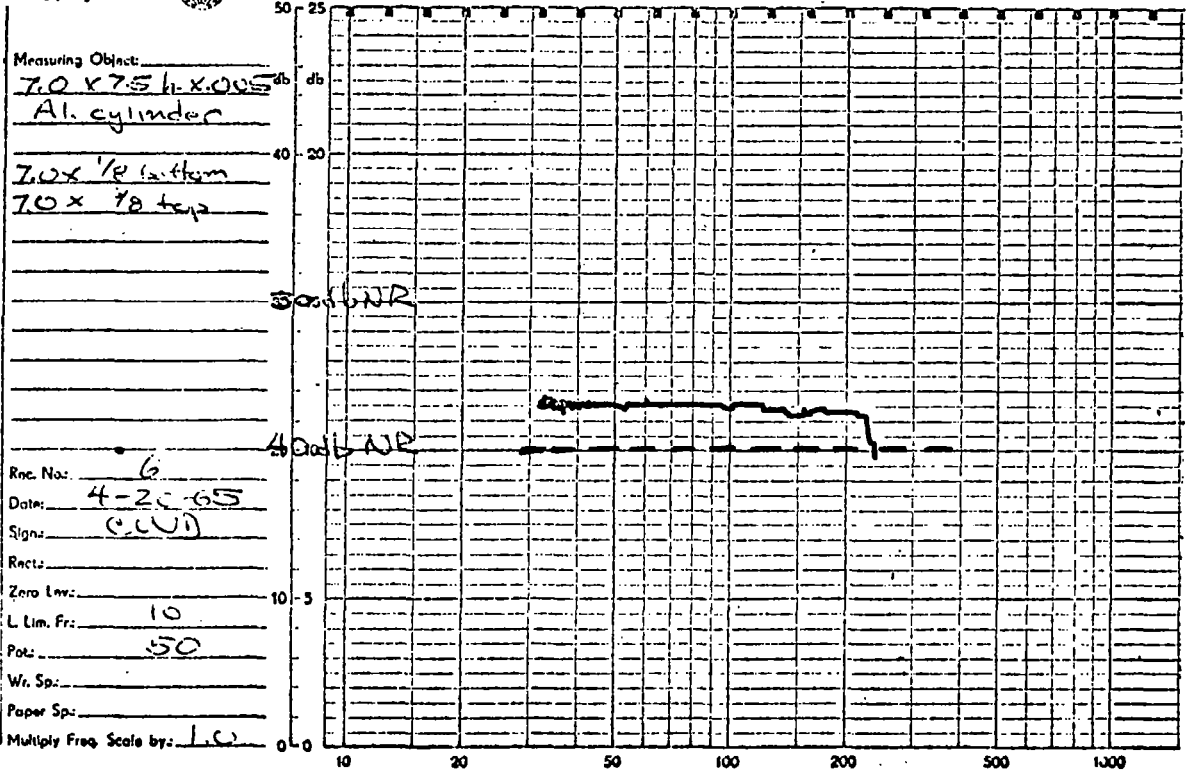 50 25
Measuring Object:
7.0 x 7.5 h x .005 db db
Al. cylinder
40 20
7.0 x 1/8 bottom
7.0 x 1/8 top
30 db NR
40 db NR
Rec. No.: 6
Date:
Sign.:
Rect.:
Zero Lev.:
10 5
L. Lim. Fr.: 10
Pot.: 50
Wr. Sp.:
Paper Sp.:
Multiply Freq. Scale by: 1.0 0 0
10 20 50 100 200 500 1000